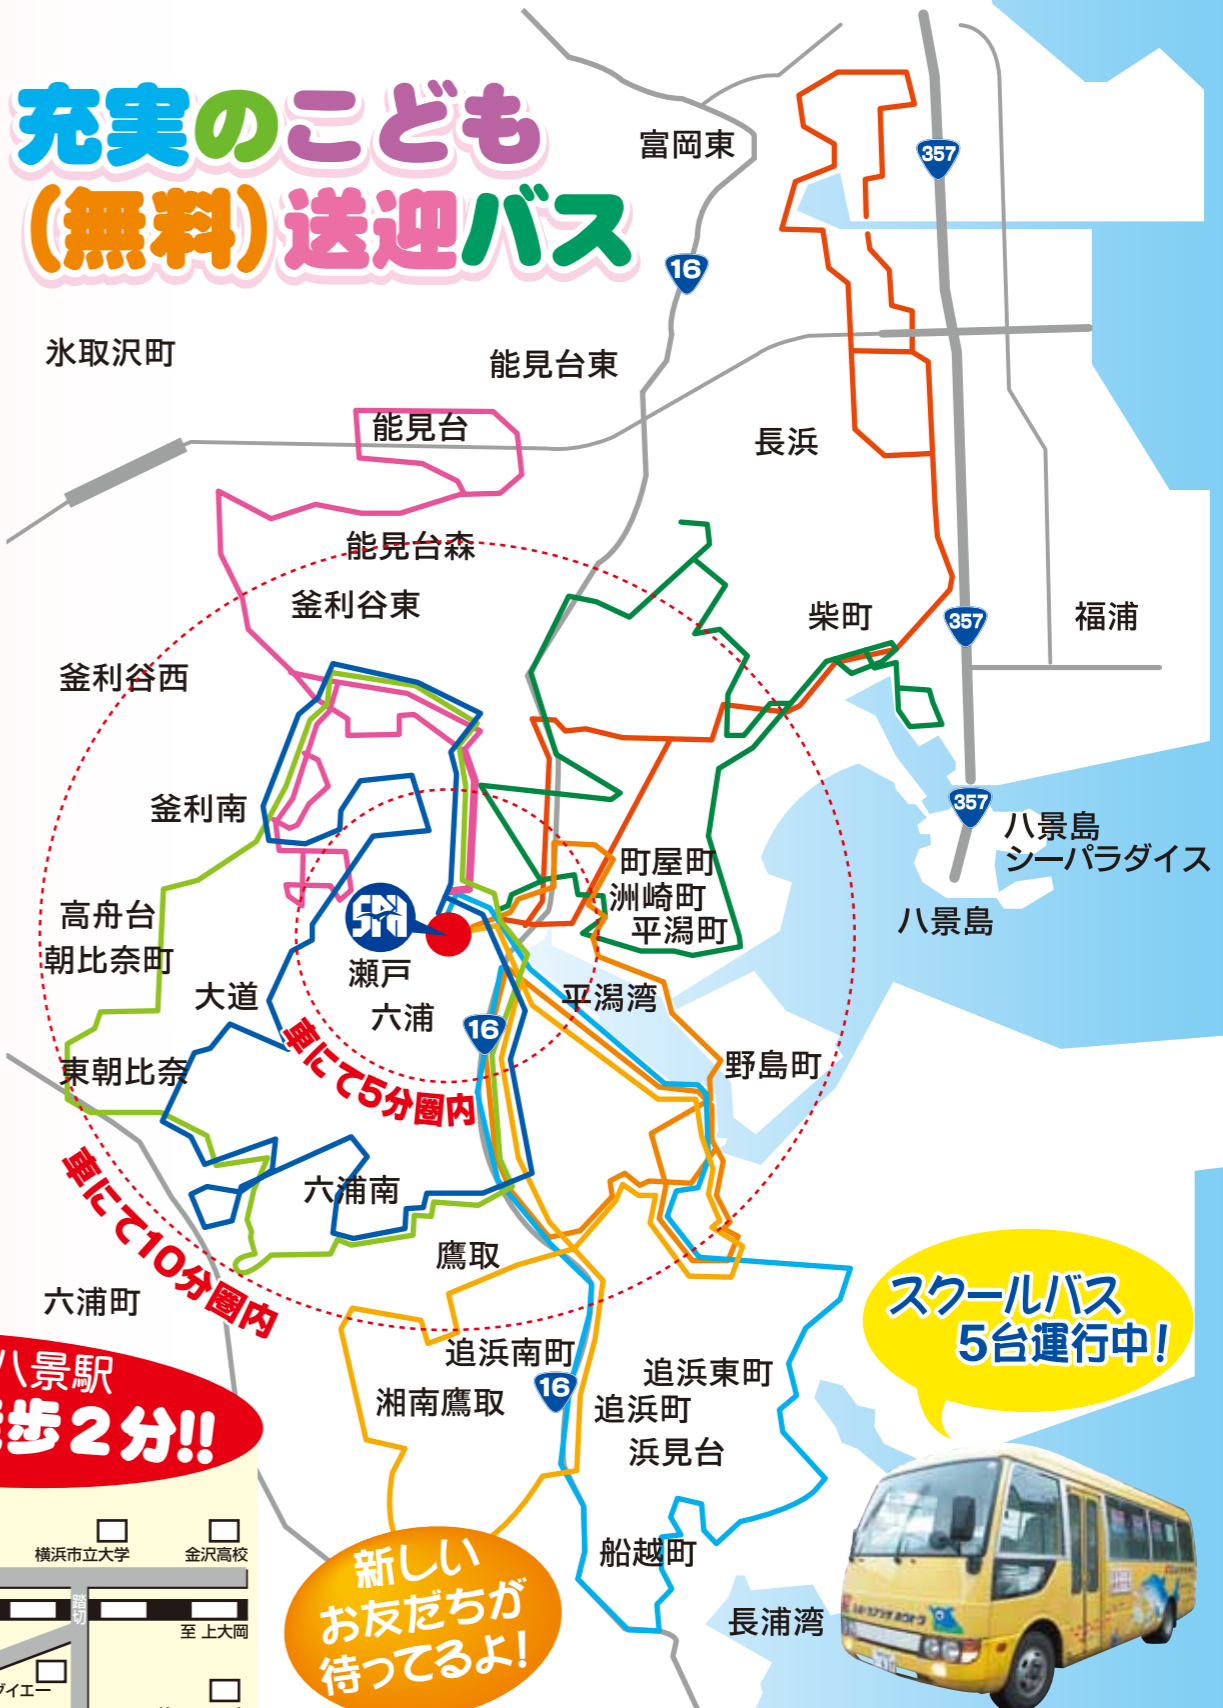 充実のこども
(無料)送迎バス
富岡東
357
16
氷取沢町
能見台東
能見台
長浜
能見台森
釜利谷東
柴町
357
福浦
釜利谷西
釜利南
357
八景島
シーパラダイス
町屋町
洲崎町
平潟町
八景島
高舟台
朝比奈町
瀬戸
大道
六浦
平潟湾
16
車にて5分圏内
東朝比奈
野島町
六浦南
車にて10分圏内
鷹取
六浦町
スクールバス
5台運行中!
八景駅
歩2分!!
追浜南町
追浜東町
16
湘南鷹取
追浜町
浜見台
横浜市立大学
金沢高校
踏切
至 上大岡
新しい
お友だちが
待ってるよ!
船越町
長浦湾
イエー